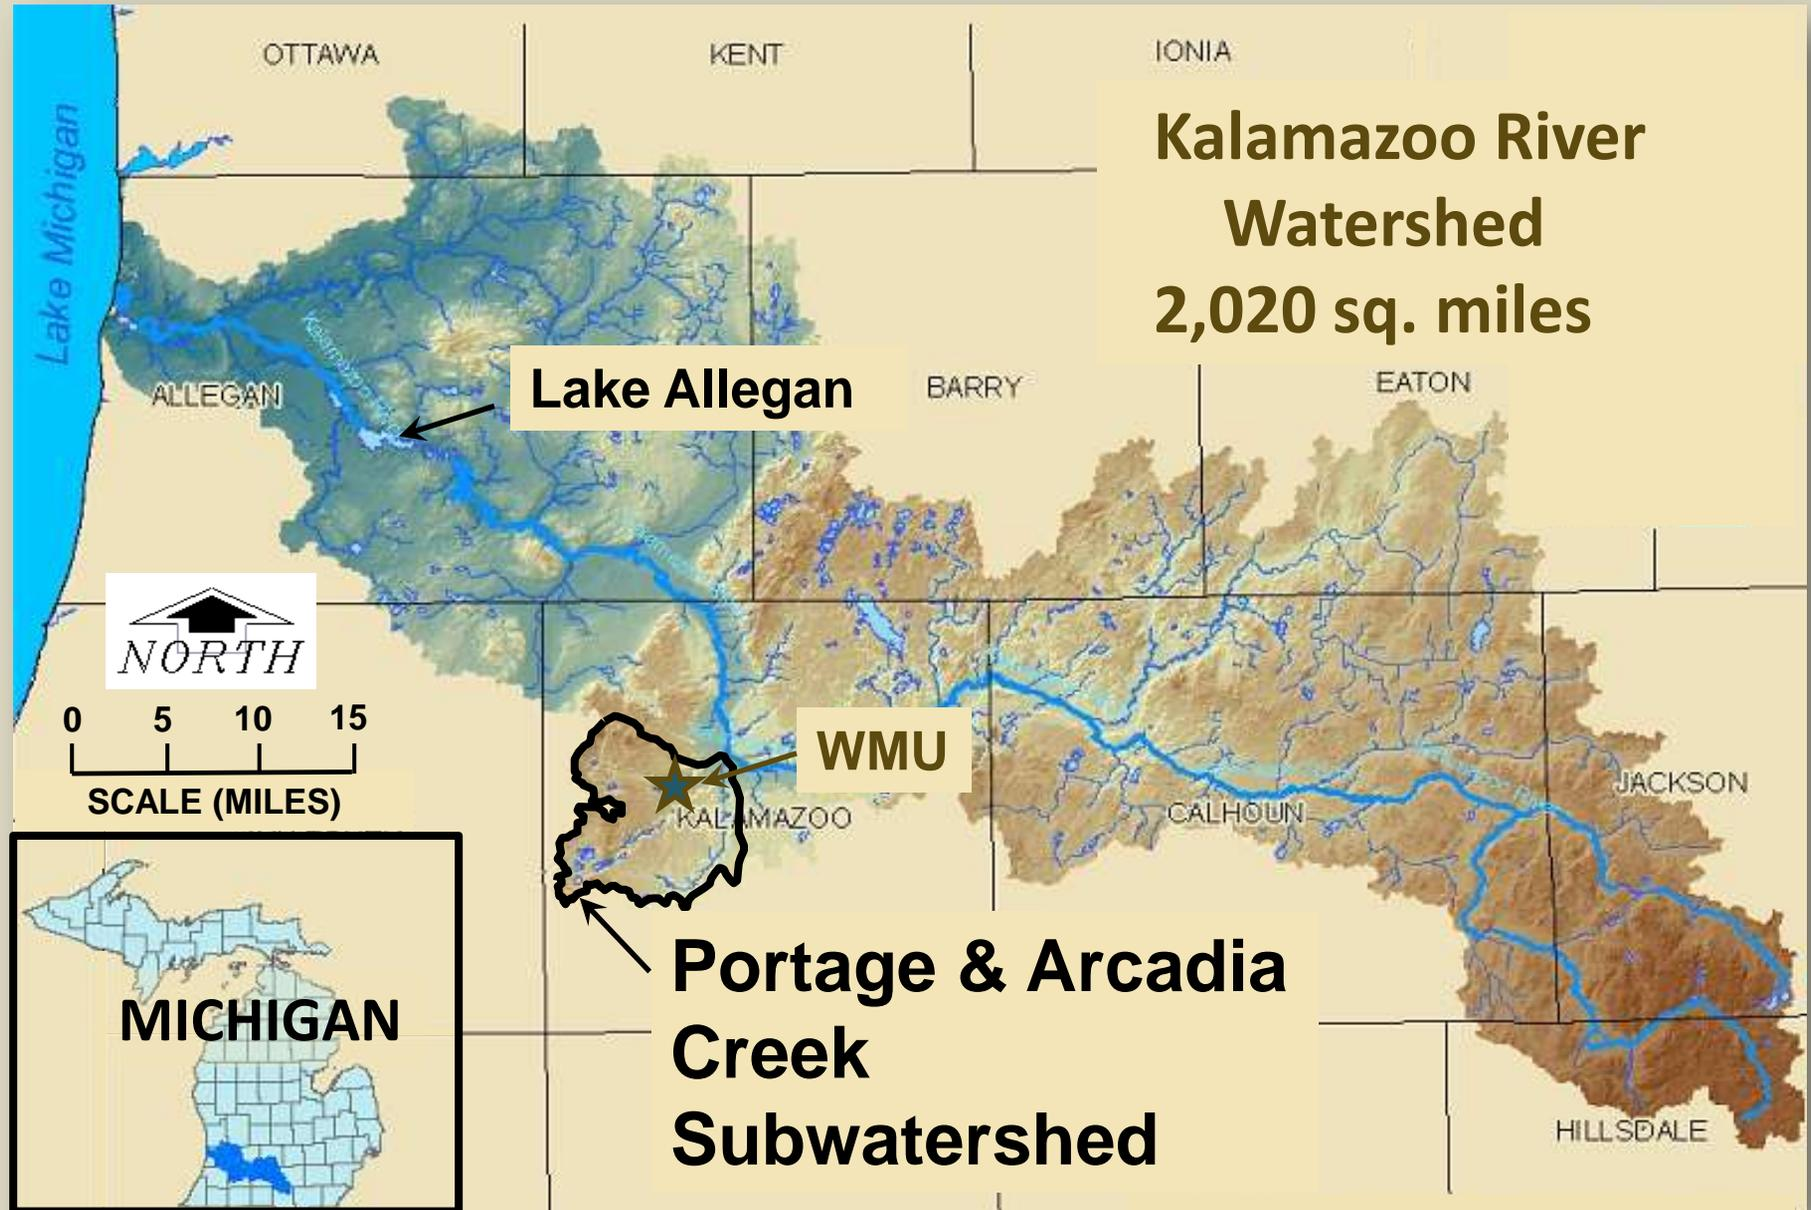 OTTAWA
KENT
IONIA
Kalamazoo River
Watershed
2,020 sq. miles
Lake Michigan
Lake Allegan
ALLEGAN
BARRY
EATON
NORTH
0 5 10 15
SCALE (MILES)
WMU
KALAMAZOO
CALHOUN
JACKSON
Portage & Arcadia
Creek
Subwatershed
MICHIGAN
HILLSDALE